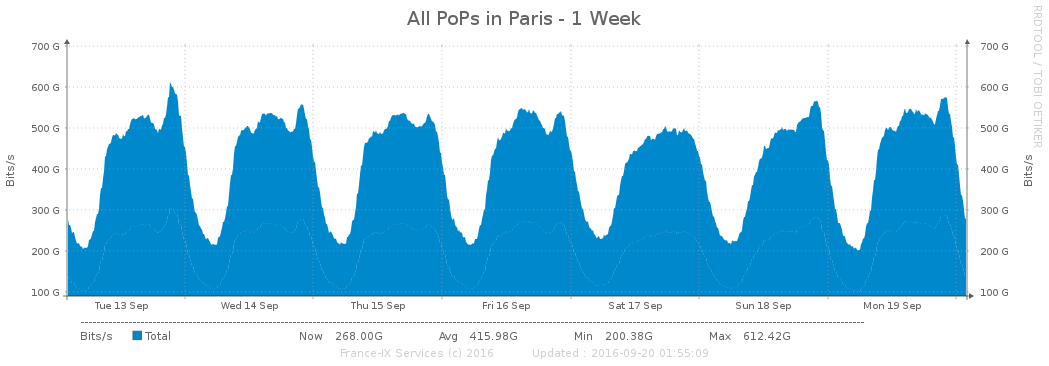 All PoPs in Paris - 1 Week
RRDTOOL / TOBI OETIKER
700 G 700 G
600 G 600 G
500 G 500 G
400 G 400 G
300 G 300 G
200 G 200 G
100 G 100 G
Bits/s
Bits/s
Tue 13 Sep Wed 14 Sep Thu 15 Sep Fri 16 Sep Sat 17 Sep Sun 18 Sep Mon 19 Sep
Bits/s Total Now 268.00G Avg 415.98G Min 200.38G Max 612.42G
France-IX Services (c) 2016 Updated : 2016-09-20 01:55:09